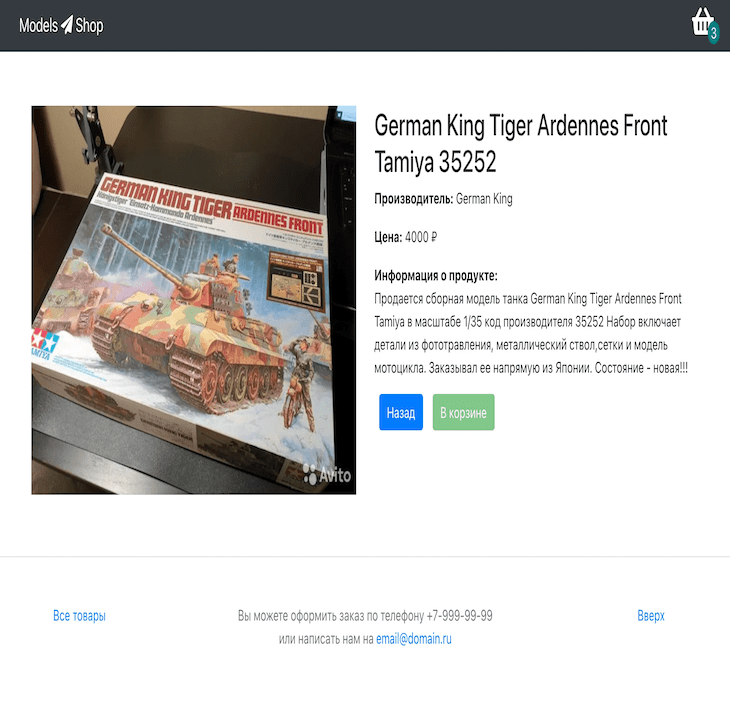 Models Shop
3
German King Tiger Ardennes Front
Tamiya 35252
Производитель: German King
Цена: 4000 ₽
Информация о продукте:
Продается сборная модель танка German King Tiger Ardennes Front
Tamiya в масштабе 1/35 код производителя 35252 Набор включает
детали из фототравления, металлический ствол,сетки и модель
мотоцикла. Заказывал ее напрямую из Японии. Состояние - новая!!!
Назад
В корзине
GERMAN KING TIGER ARDENNES FRONT
Königstiger "Einsatz-Kommando Ardennes"
TAMIYA
Avito
Все товары
Вы можете оформить заказ по телефону +7-999-99-99
или написать нам на email@domain.ru
Вверх